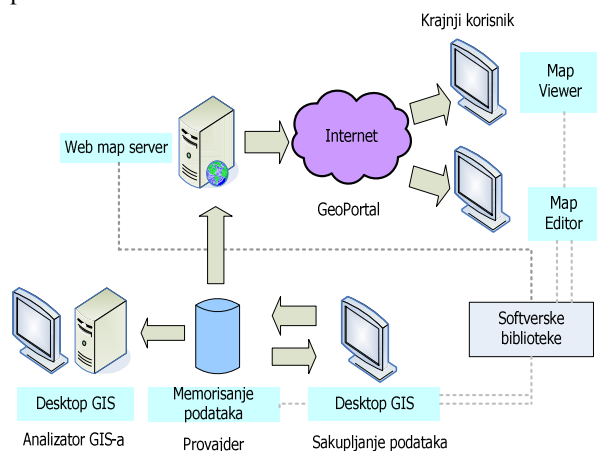 Krajnji korisnik
Map
Viewer
Web map server
Internet
GeoPortal
Map
Editor
Softverske
biblioteke
Desktop GIS
Memorisanje
podataka
Desktop GIS
Analizator GIS-a
Provajder
Sakupljanje podataka